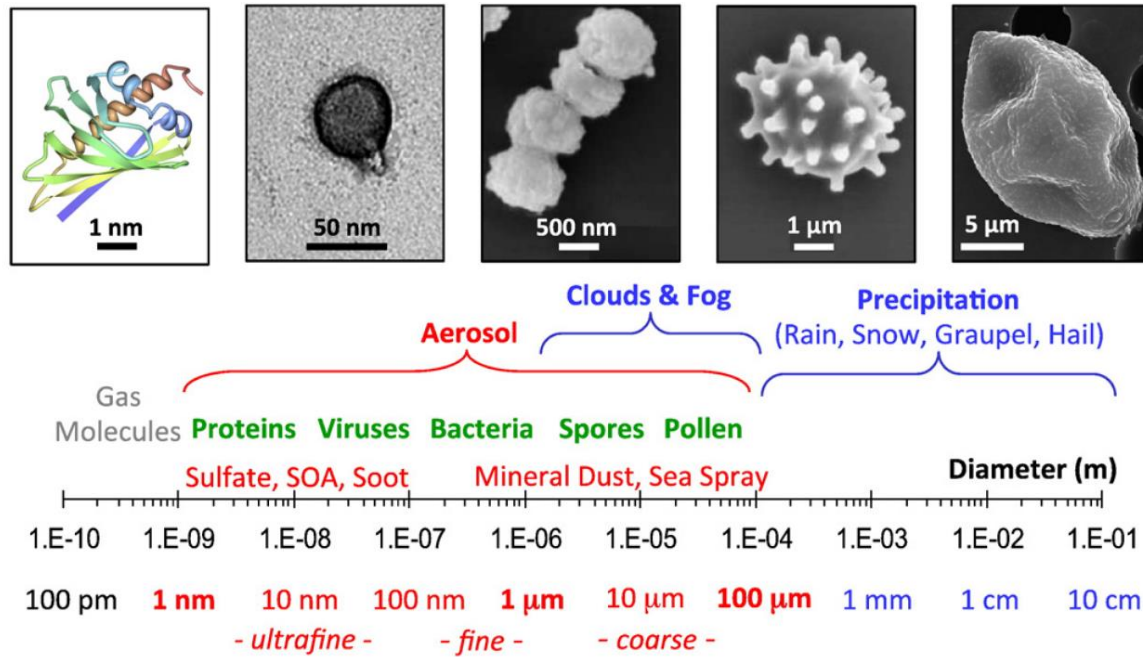 1 nm
50 nm
500 nm
1 µm
5 µm
Clouds & Fog
Precipitation
(Rain, Snow, Graupel, Hail)
Aerosol
Gas
Molecules
Proteins Viruses Bacteria Spores Pollen
Sulfate, SOA, Soot Mineral Dust, Sea Spray Diameter (m)
1.E-10 1.E-09 1.E-08 1.E-07 1.E-06 1.E-05 1.E-04 1.E-03 1.E-02 1.E-01
100 pm 1 nm 10 nm 100 nm 1 µm 10 µm 100 µm 1 mm 1 cm 10 cm
- ultrafine - - fine - - coarse -